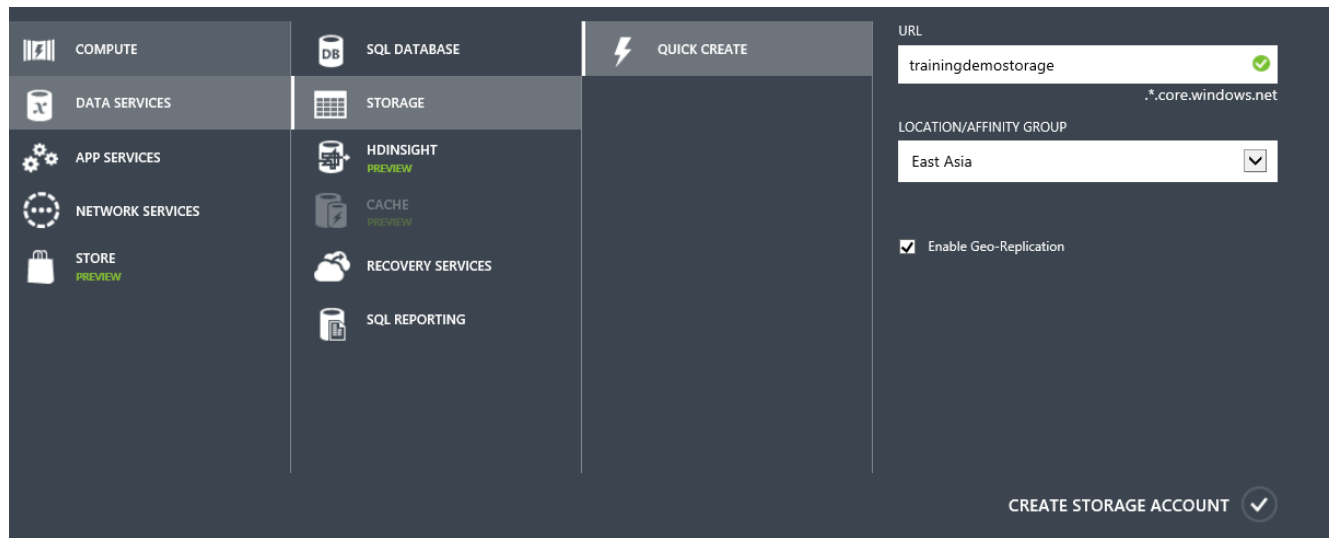 COMPUTE
DATA SERVICES
APP SERVICES
NETWORK SERVICES
STORE
PREVIEW
DB
SQL DATABASE
STORAGE
HDINSIGHT
PREVIEW
CACHE
PREVIEW
RECOVERY SERVICES
SQL REPORTING
QUICK CREATE
URL
trainingdemostorage
.*.core.windows.net
LOCATION/AFFINITY GROUP
East Asia
Enable Geo-Replication
CREATE STORAGE ACCOUNT